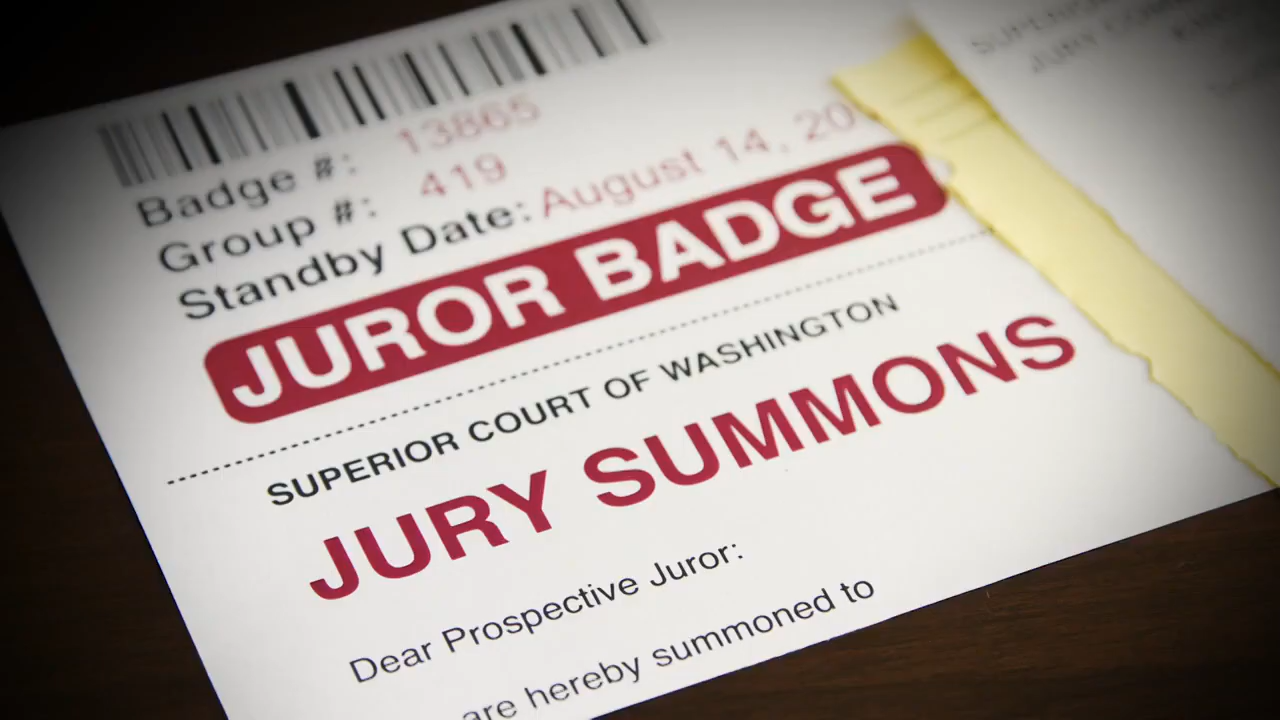 Badge #: 13865
Group #: 419
Standby Date: August 14, 20
JUROR BADGE
SUPERIOR COURT OF WASHINGTON
JURY SUMMONS
Dear Prospective Juror:
are hereby summoned to